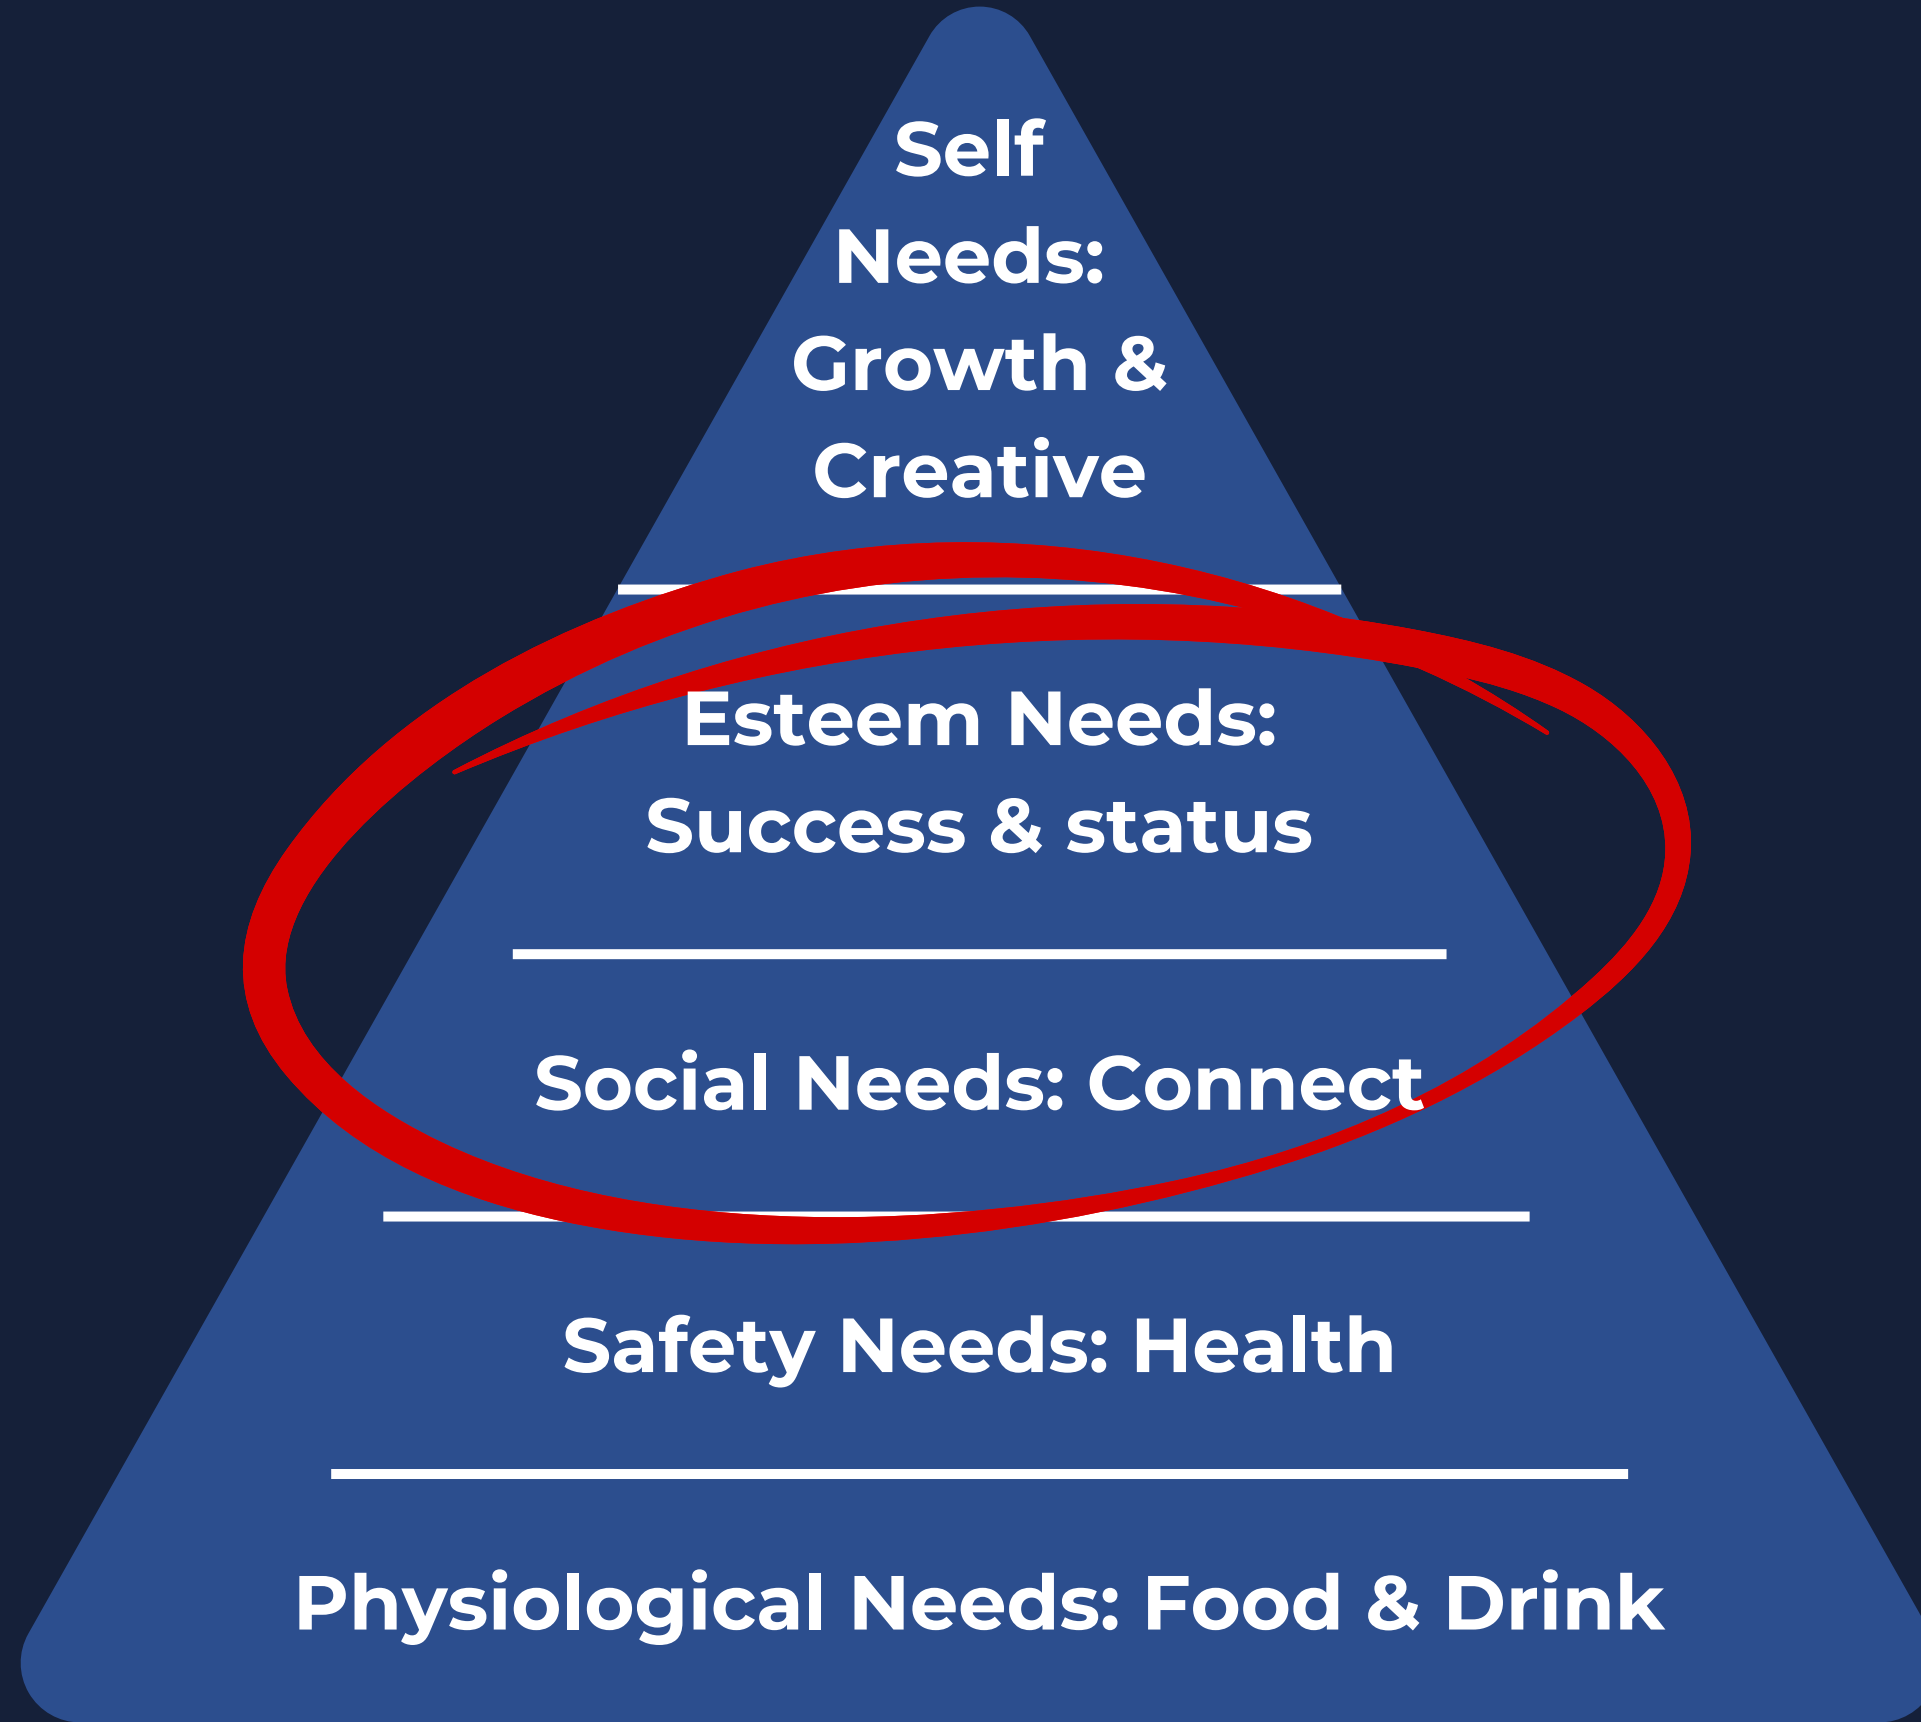 Self
Needs:
Growth &
Creative
Esteem Needs:
Success & status
Social Needs: Connect
Safety Needs: Health
Physiological Needs: Food & Drink